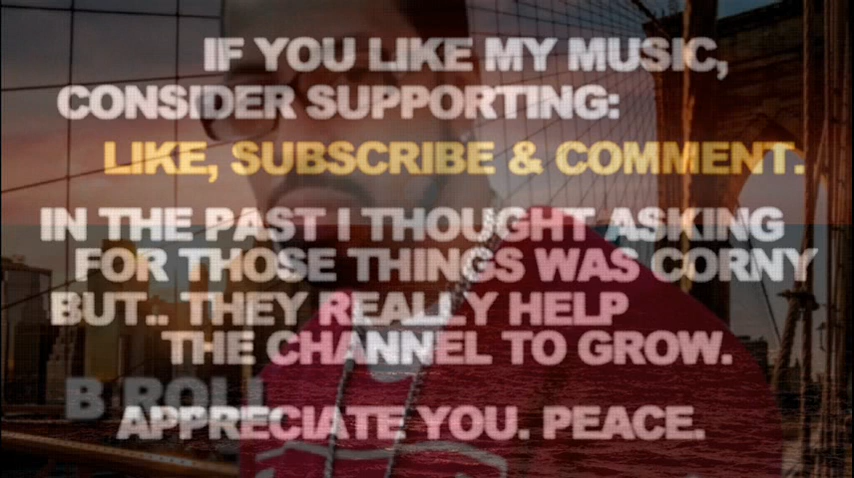 IF YOU LIKE MY MUSIC,
CONSIDER SUPPORTING:
LIKE, SUBSCRIBE & COMMENT.
IN THE PAST I THOUGHT ASKING
FOR THOSE THINGS WAS CORNY
BUT.. THEY REALLY HELP
THE CHANNEL TO GROW.
B ROLL
APPRECIATE YOU. PEACE.